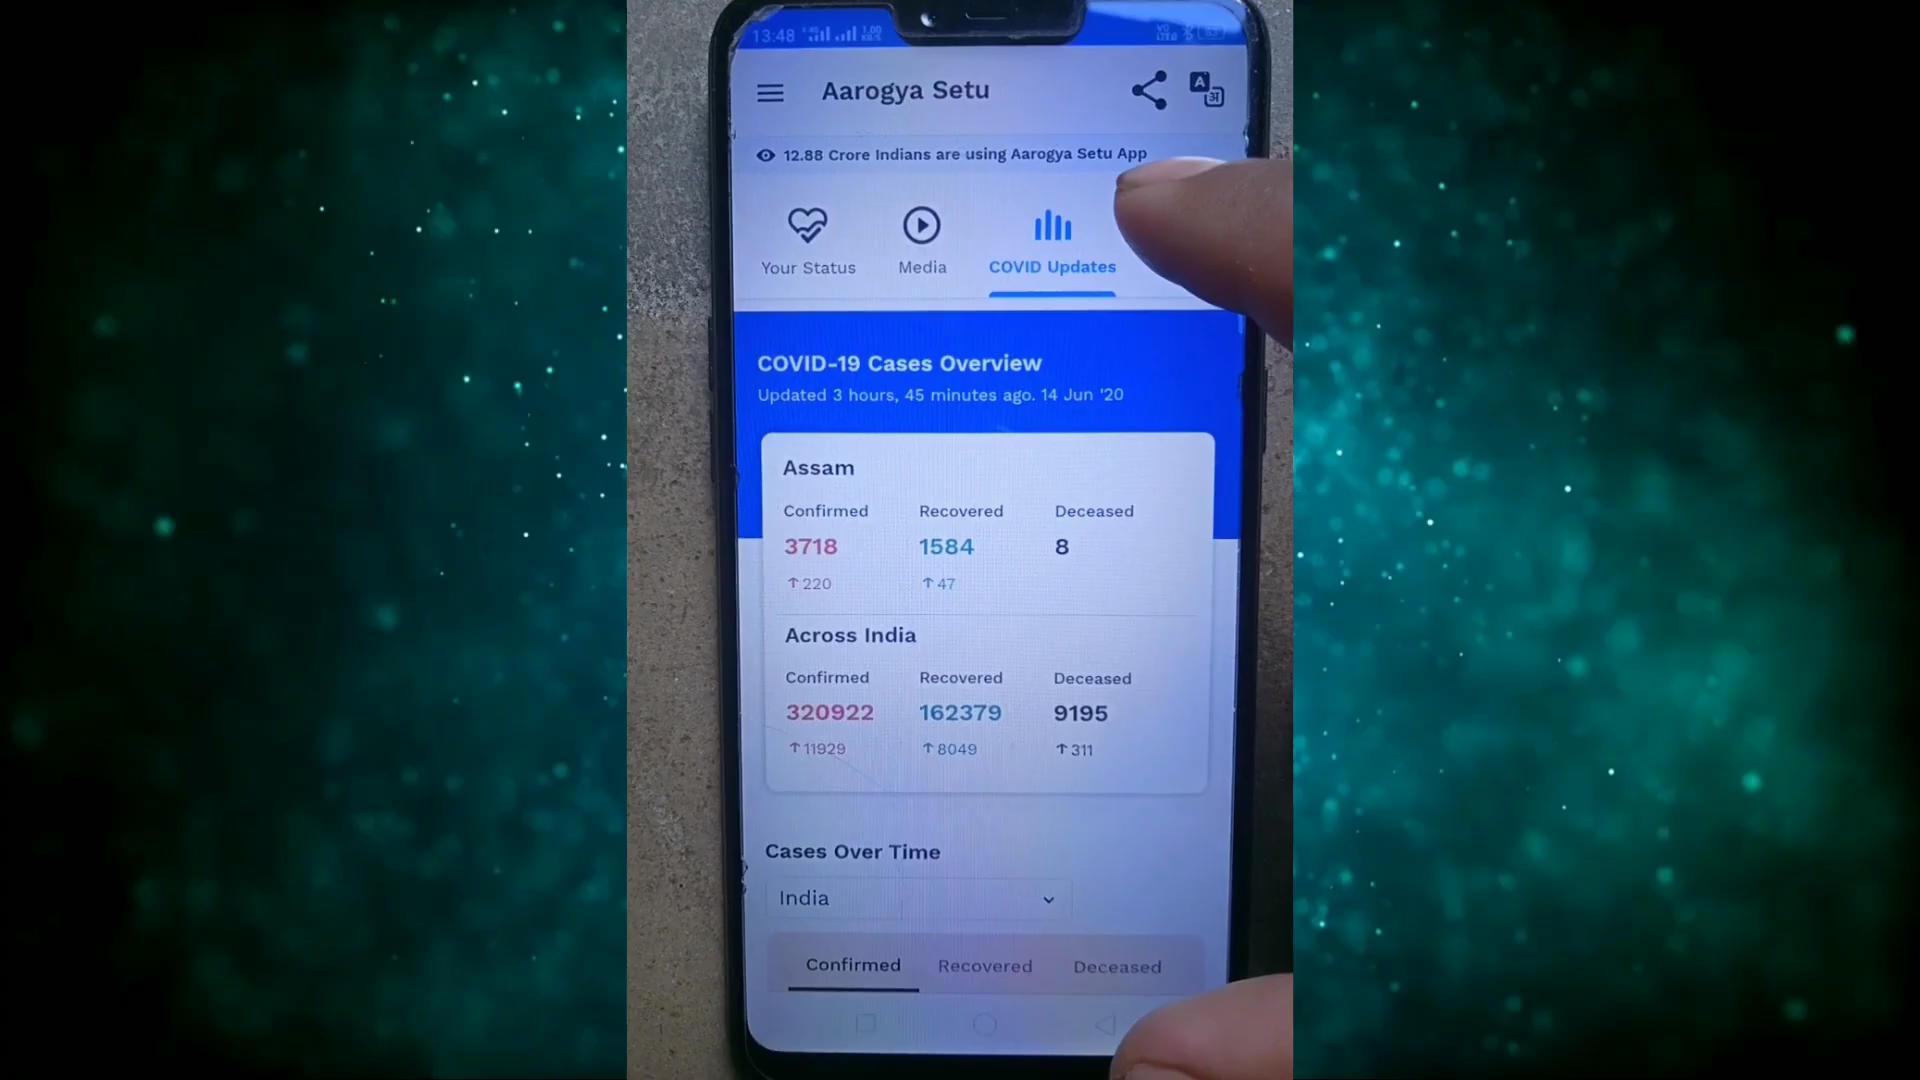 13:48
Aarogya Setu
12.88 Crore Indians are using Aarogya Setu App
Your Status Media COVID Updates
COVID-19 Cases Overview
Updated 3 hours, 45 minutes ago. 14 Jun '20
Assam
Confirmed Recovered Deceased
3718 1584 8
↑220 ↑47
Across India
Confirmed Recovered Deceased
320922 162379 9195
↑11929 ↑8049 ↑311
Cases Over Time
India
Confirmed Recovered Deceased